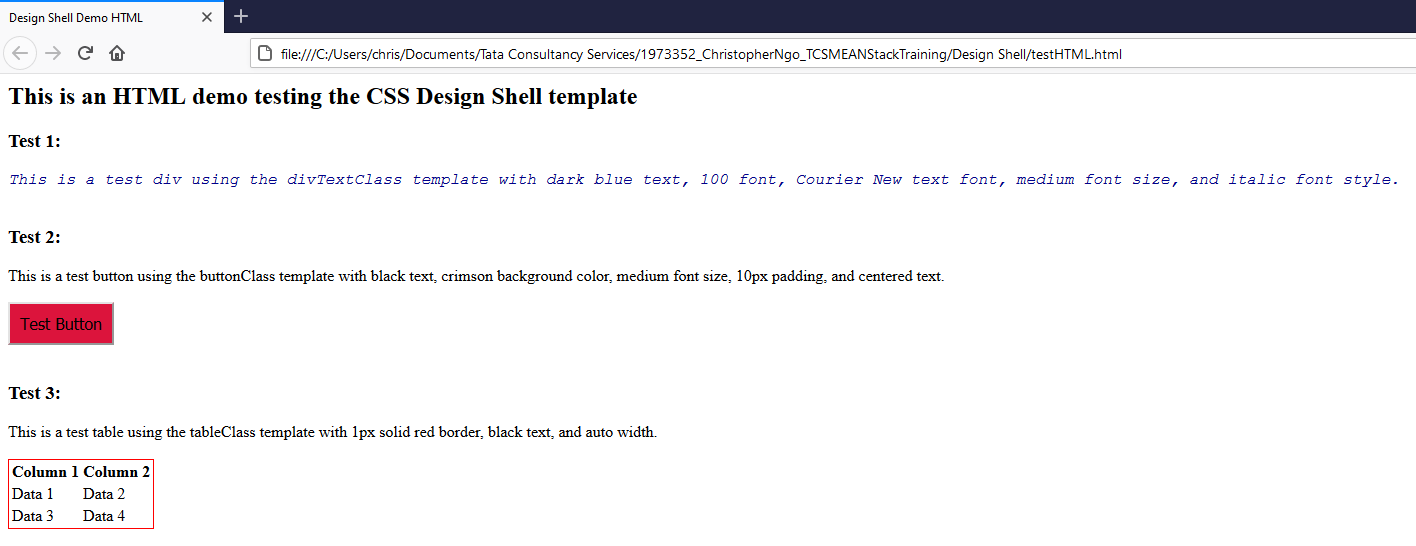 Design Shell Demo HTML
file:///C:/Users/chris/Documents/Tata Consultancy Services/1973352_ChristopherNgo_TCSMEANStackTraining/Design Shell/testHTML.html
This is an HTML demo testing the CSS Design Shell template
Test 1:
This is a test div using the divTextClass template with dark blue text, 100 font, Courier New text font, medium font size, and italic font style.
Test 2:
This is a test button using the buttonClass template with black text, crimson background color, medium font size, 10px padding, and centered text.
Test Button
Test 3:
This is a test table using the tableClass template with 1px solid red border, black text, and auto width.
Column 1 Column 2
Data 1 Data 2
Data 3 Data 4